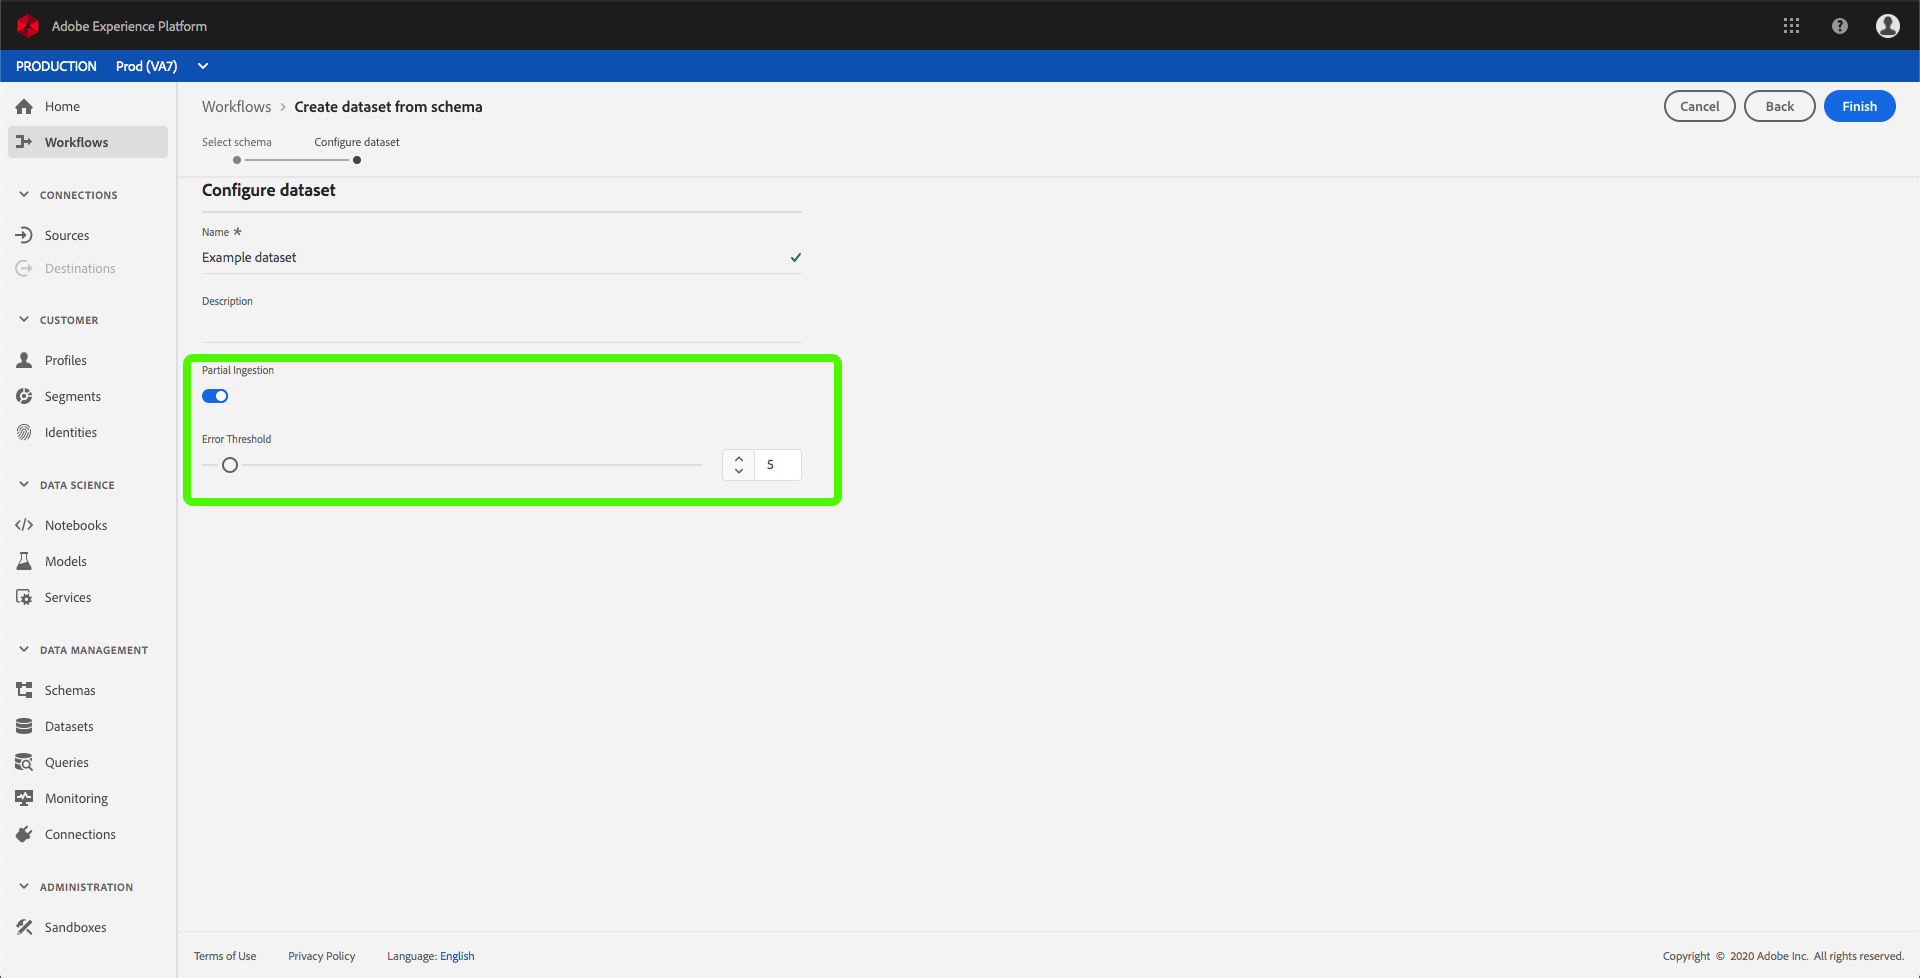 Adobe Experience Platform
PRODUCTION Prod (VA7)
Home
Workflows
CONNECTIONS
Sources
Destinations
CUSTOMER
Profiles
Segments
Identities
DATA SCIENCE
Notebooks
Models
Services
DATA MANAGEMENT
Schemas
Datasets
Queries
Monitoring
Connections
ADMINISTRATION
Sandboxes
Workflows > Create dataset from schema
Cancel Back Finish
Select schema Configure dataset
Configure dataset
Name *
Example dataset
Description
Partial Ingestion
Error Threshold
5
Terms of Use Privacy Policy Language: English
Copyright © 2020 Adobe Inc. All rights reserved.